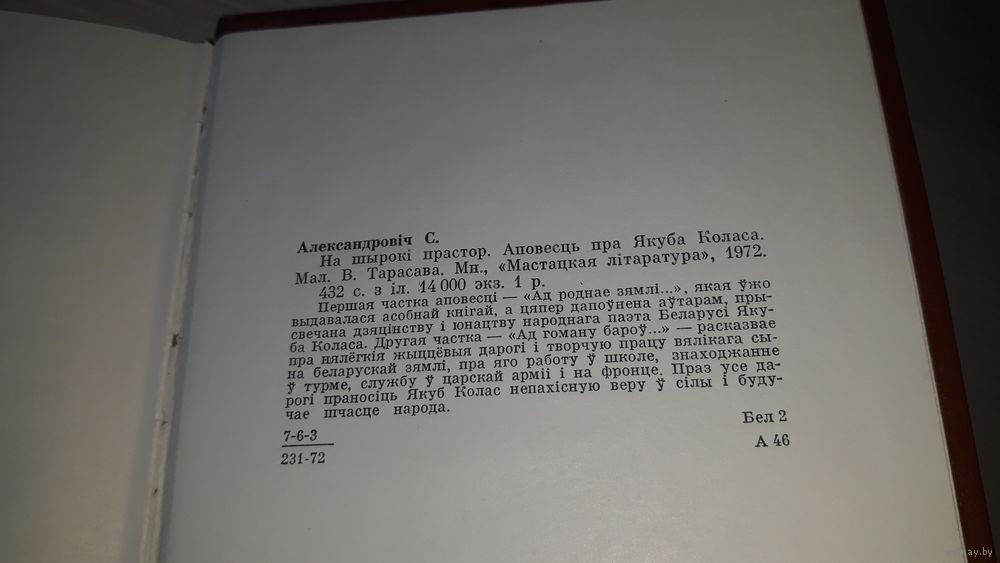 Александровіч С.
На шырокі прастор. Аповесць пра Якуба Коласа.
Мал. В. Тарасава. Мн., «Мастацкая літаратура», 1972.
432 с. з іл. 14 000 экз. 1 р.
Першая частка аповесці — «Ад роднае зямлі...», якая ўжо
выдавалася асобнай кнігай, а цяпер дапоўнена аўтарам, пры-
свечана дзяцінству і юнацтву народнага паэта Беларусі Яку-
ба Коласа. Другая частка — «Ад гоману бароў...» — расказвае
пра нялёгкія жыццёвыя дарогі і творчую працу вялікага сы-
на беларускай зямлі, пра яго работу ў школе, знаходжанне
ў турме, службу ў царскай арміі і на фронце. Праз усе да-
рогі праносіць Якуб Колас непахісную веру ў сілы і буду-
чае шчасце народа.
7-6-3
231-72
Бел 2
А 46
ay.by